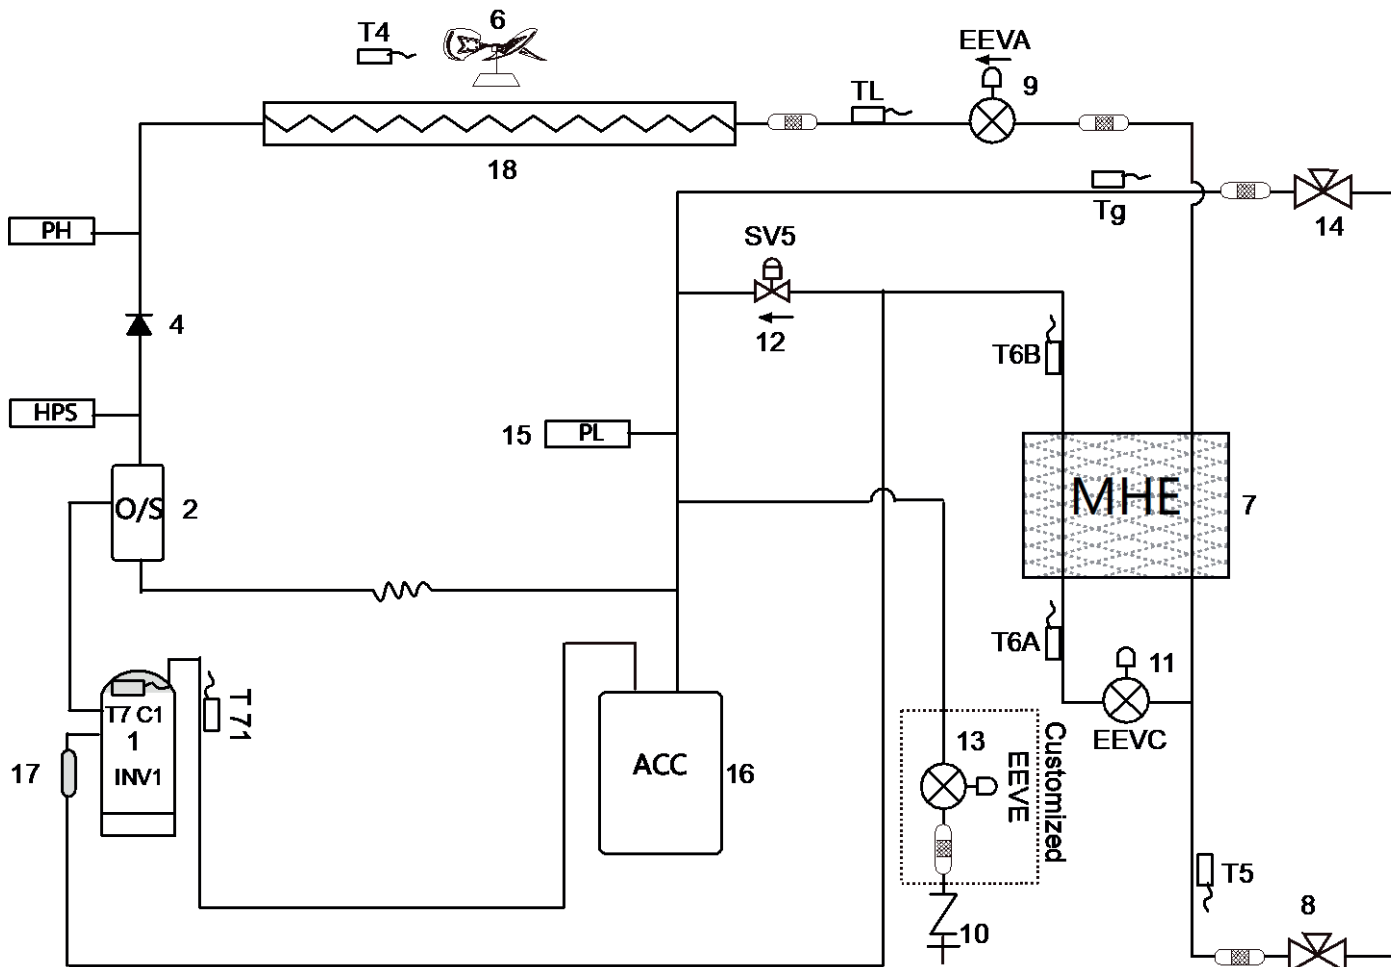 T4
6
EEVA
9
TL
18
Tg
14
PH
SV5
4
12
T6B
HPS
15
PL
O/S
2
MHE
7
T6A
11
EEVC
T71
T7 C1
1
INV1
17
ACC
16
13
EEVE
Customized
T5
8
10